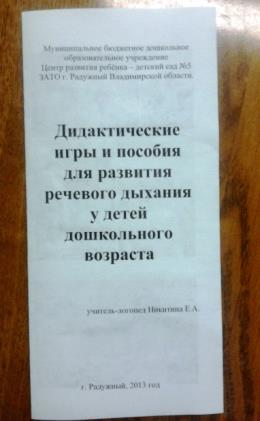 Муниципальное бюджетное дошкольное
образовательное учреждение
Центр развития ребёнка – детский сад №5
ЗАТО г. Радужный Владимирской области.
Дидактические
игры и пособия
для развития
речевого дыхания
у детей
дошкольного
возраста
учитель-логопед Никитина Е.А.
г. Радужный, 2013 год